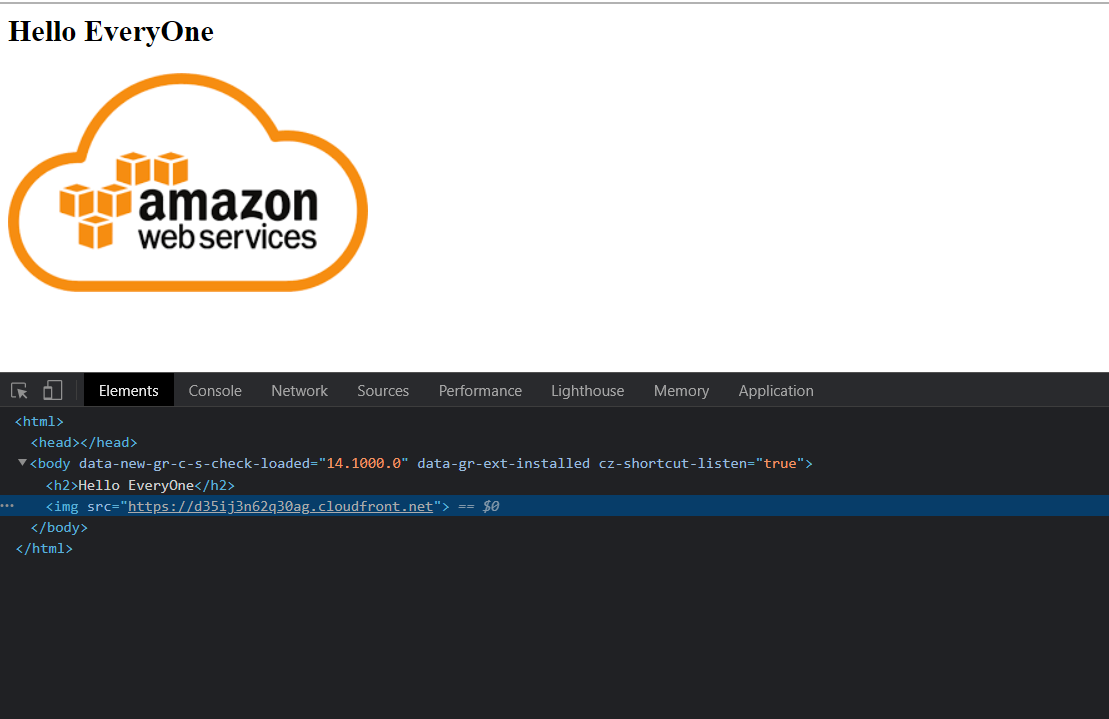 Hello EveryOne
amazon
web services
Elements Console Network Sources Performance Lighthouse Memory Application
<html>
<head></head>
<body data-new-gr-c-s-check-loaded="14.1000.0" data-gr-ext-installed cz-shortcut-listen="true">
<h2>Hello EveryOne</h2>
<img src="https://d35ij3n62q30ag.cloudfront.net"> == $0
</body>
</html>